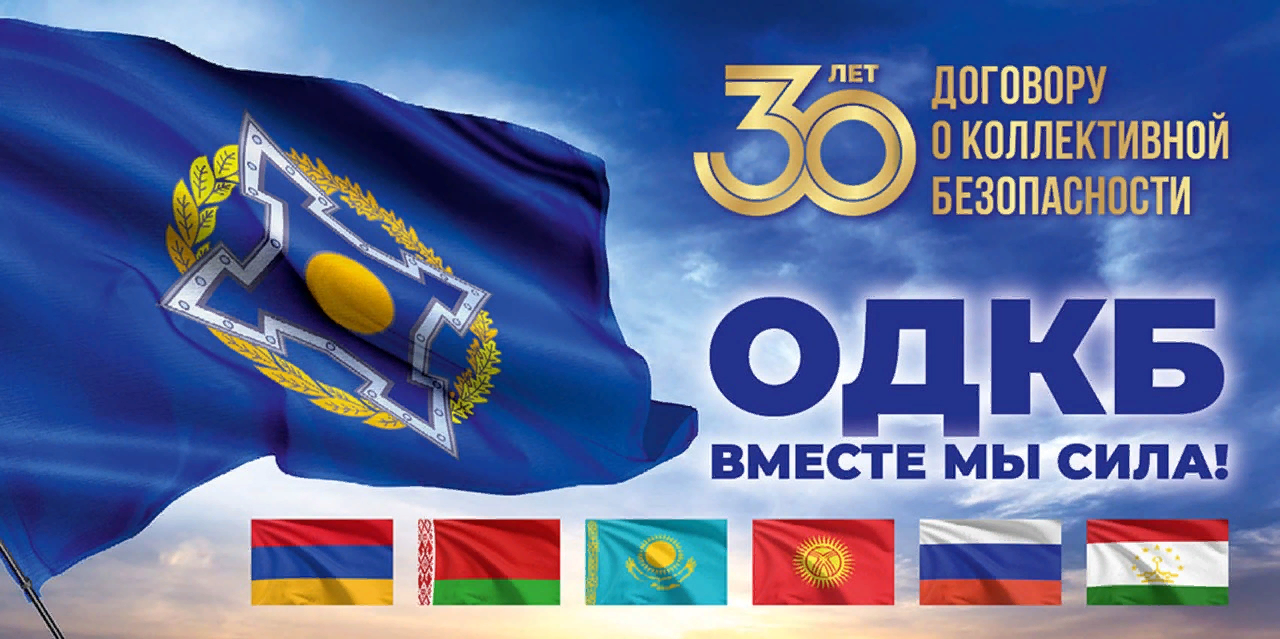 30 ЛЕТ
ДОГОВОРУ
О КОЛЛЕКТИВНОЙ
БЕЗОПАСНОСТИ
ОДКБ
ВМЕСТЕ МЫ СИЛА!